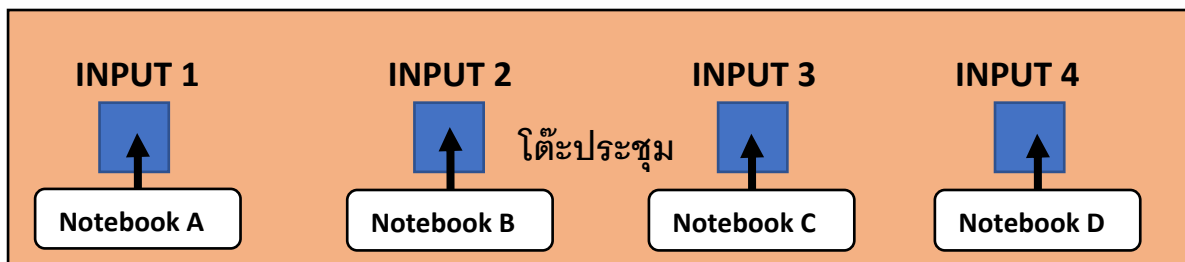 INPUT 1 INPUT 2 INPUT 3 INPUT 4
โต๊ะประชุม
Notebook A Notebook B Notebook C Notebook D